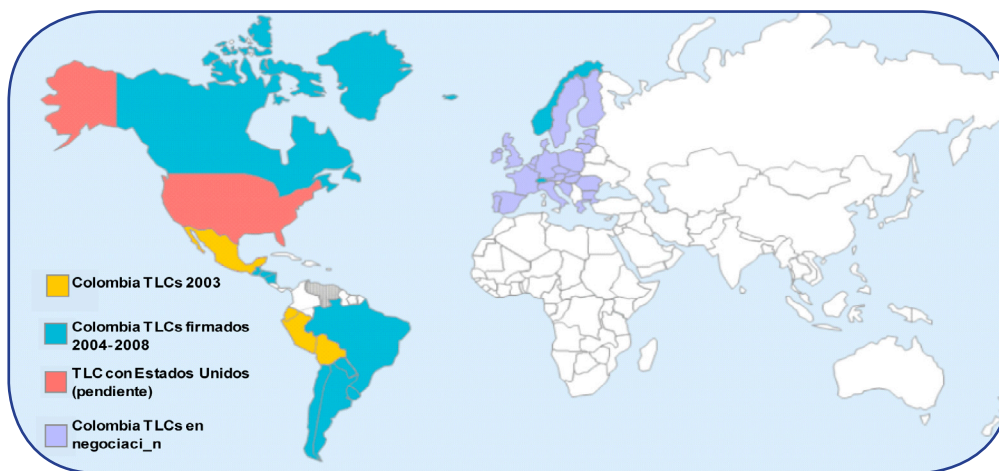 Colombia TLCs 2003
Colombia TLCs firmados
2004-2008
TLC con Estados Unidos
(pendiente)
Colombia TLCs en
negociaci_n